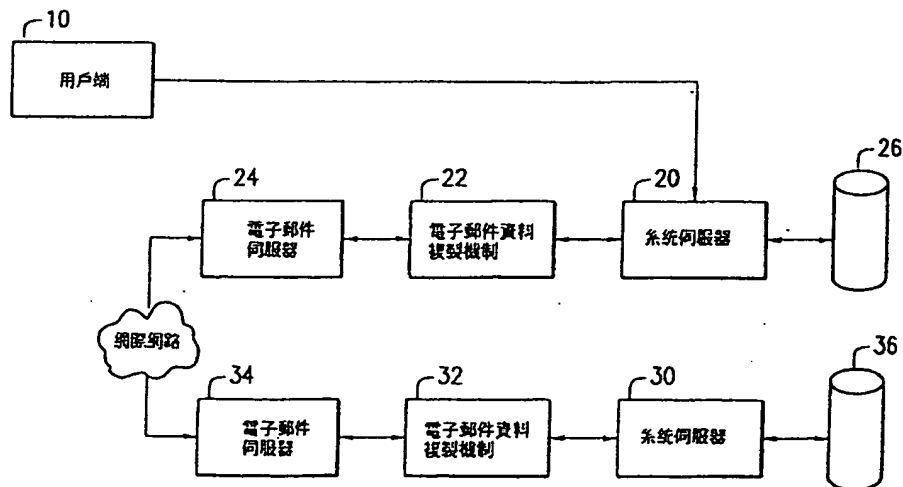 10
用戶端
24
22
20
26
電子郵件
伺服器
電子郵件資料
複裂機制
系統伺服器
網際網路
34
32
30
36
電子郵件
伺服器
電子郵件資料
複裂機制
系統伺服器